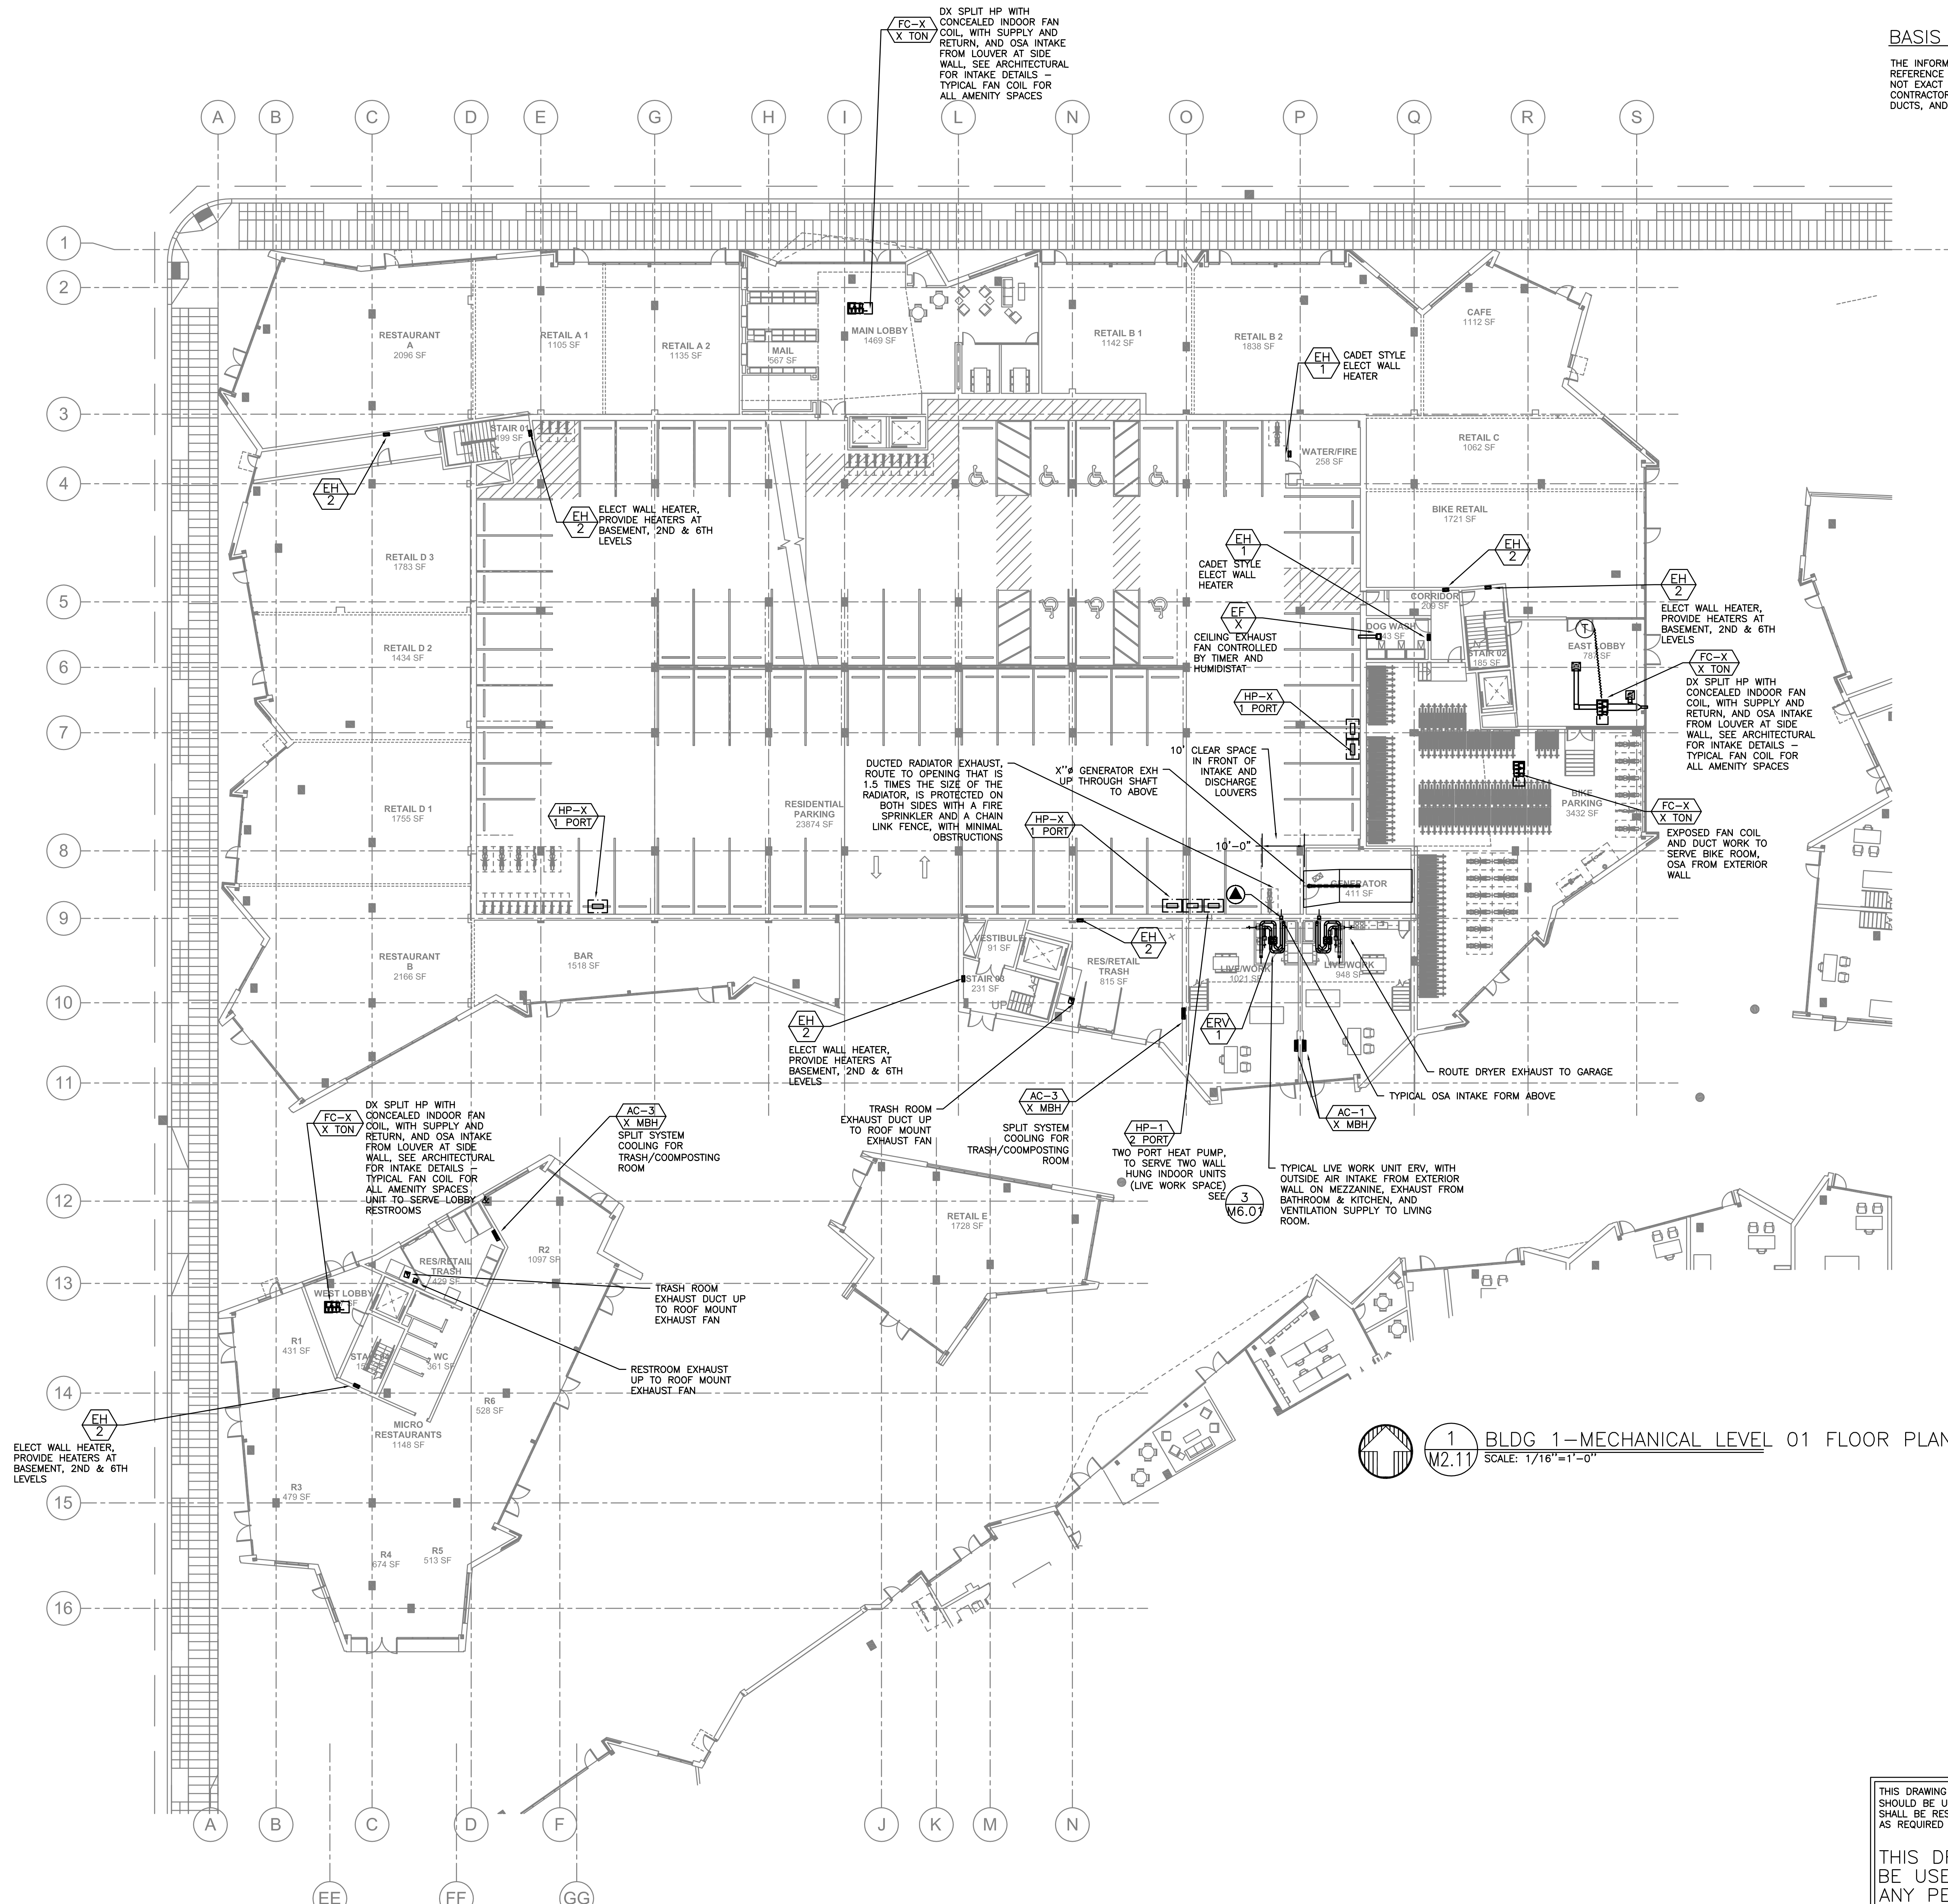 FC-X
X TON
DX SPLIT HP WITH
CONCEALED INDOOR FAN
COIL, WITH SUPPLY AND
RETURN, AND OSA INTAKE
FROM LOUVER AT SIDE
WALL, SEE ARCHITECTURAL
FOR INTAKE DETAILS –
TYPICAL FAN COIL FOR
ALL AMENITY SPACES
BASIS
THE INFORM
REFERENCE
NOT EXACT
CONTRACTOR
DUCTS, AND
A
B
C
D
E
G
H
I
L
N
O
P
Q
R
S
1
2
3
4
5
6
7
8
9
10
11
12
13
14
15
16
RESTAURANT
A
2096 SF
RETAIL A 1
1105 SF
RETAIL A 2
1135 SF
MAIL
567 SF
MAIN LOBBY
1469 SF
RETAIL B 1
1142 SF
RETAIL B 2
1838 SF
CAFE
1112 SF
EH
1
CADET STYLE
ELECT WALL
HEATER
STAIR 01
499 SF
WATER/FIRE
258 SF
RETAIL C
1062 SF
EH
2
EH
2
ELECT WALL HEATER,
PROVIDE HEATERS AT
BASEMENT, 2ND & 6TH
LEVELS
BIKE RETAIL
1721 SF
RETAIL D 3
1783 SF
EH
1
CADET STYLE
ELECT WALL
HEATER
EH
2
EH
2
ELECT WALL HEATER,
PROVIDE HEATERS AT
BASEMENT, 2ND & 6TH
LEVELS
CORRIDOR
209 SF
EF
X
CEILING EXHAUST
FAN CONTROLLED
BY TIMER AND
HUMIDISTAT
DOG WASH
43 SF
STAIR 02
185 SF
T
EAST LOBBY
787 SF
RETAIL D 2
1434 SF
FC-X
X TON
DX SPLIT HP WITH
CONCEALED INDOOR FAN
COIL, WITH SUPPLY AND
RETURN, AND OSA INTAKE
FROM LOUVER AT SIDE
WALL, SEE ARCHITECTURAL
FOR INTAKE DETAILS –
TYPICAL FAN COIL FOR
ALL AMENITY SPACES
HP-X
1 PORT
10' CLEAR SPACE
IN FRONT OF
INTAKE AND
DISCHARGE
LOUVERS
DUCTED RADIATOR EXHAUST,
ROUTE TO OPENING THAT IS
1.5 TIMES THE SIZE OF THE
RADIATOR, IS PROTECTED ON
BOTH SIDES WITH A FIRE
SPRINKLER AND A CHAIN
LINK FENCE, WITH MINIMAL
OBSTRUCTIONS
X"ø GENERATOR EXH
UP THROUGH SHAFT
TO ABOVE
RETAIL D 1
1755 SF
HP-X
1 PORT
RESIDENTIAL
PARKING
23874 SF
HP-X
1 PORT
BIKE
PARKING
3432 SF
FC-X
X TON
EXPOSED FAN COIL
AND DUCT WORK TO
SERVE BIKE ROOM,
OSA FROM EXTERIOR
WALL
10'-0"
GENERATOR
411 SF
RESTAURANT
B
2166 SF
BAR
1518 SF
VESTIBULE
91 SF
STAIR 03
231 SF
UP
EH
2
RES/RETAIL
TRASH
815 SF
LIVE/WORK
1021 SF
LIVE/WORK
948 SF
EH
2
ELECT WALL HEATER,
PROVIDE HEATERS AT
BASEMENT, 2ND & 6TH
LEVELS
ERV
1
ROUTE DRYER EXHAUST TO GARAGE
TYPICAL OSA INTAKE FORM ABOVE
AC-1
X MBH
TRASH ROOM
EXHAUST DUCT UP
TO ROOF MOUNT
EXHAUST FAN
AC-3
X MBH
SPLIT SYSTEM
COOLING FOR
TRASH/COOMPOSTING
ROOM
HP-1
2 PORT
TWO PORT HEAT PUMP,
TO SERVE TWO WALL
HUNG INDOOR UNITS
(LIVE WORK SPACE)
SEE
3
M6.01
TYPICAL LIVE WORK UNIT ERV, WITH
OUTSIDE AIR INTAKE FROM EXTERIOR
WALL ON MEZZANINE, EXHAUST FROM
BATHROOM & KITCHEN, AND
VENTILATION SUPPLY TO LIVING
ROOM.
FC-X
X TON
DX SPLIT HP WITH
CONCEALED INDOOR FAN
COIL, WITH SUPPLY AND
RETURN, AND OSA INTAKE
FROM LOUVER AT SIDE
WALL, SEE ARCHITECTURAL
FOR INTAKE DETAILS –
TYPICAL FAN COIL FOR
ALL AMENITY SPACES
UNIT TO SERVE LOBBY &
RESTROOMS
AC-3
X MBH
SPLIT SYSTEM
COOLING FOR
TRASH/COOMPOSTING
ROOM
RETAIL E
1728 SF
R2
1097 SF
RES/RETAIL
TRASH
429 SF
WEST LOBBY
TRASH ROOM
EXHAUST DUCT UP
TO ROOF MOUNT
EXHAUST FAN
R1
431 SF
WC
361 SF
RESTROOM EXHAUST
UP TO ROOF MOUNT
EXHAUST FAN
R6
528 SF
EH
2
ELECT WALL HEATER,
PROVIDE HEATERS AT
BASEMENT, 2ND & 6TH
LEVELS
MICRO
RESTAURANTS
1148 SF
R3
479 SF
R4
674 SF
R5
513 SF
1
M2.11
BLDG 1-MECHANICAL LEVEL 01 FLOOR PLAN
SCALE: 1/16"=1'-0"
A
B
C
D
F
J
K
M
N
EE
FF
GG
THIS DRAWING
SHOULD BE U
SHALL BE RES
AS REQUIRED
THIS DR
BE USE
ANY PE